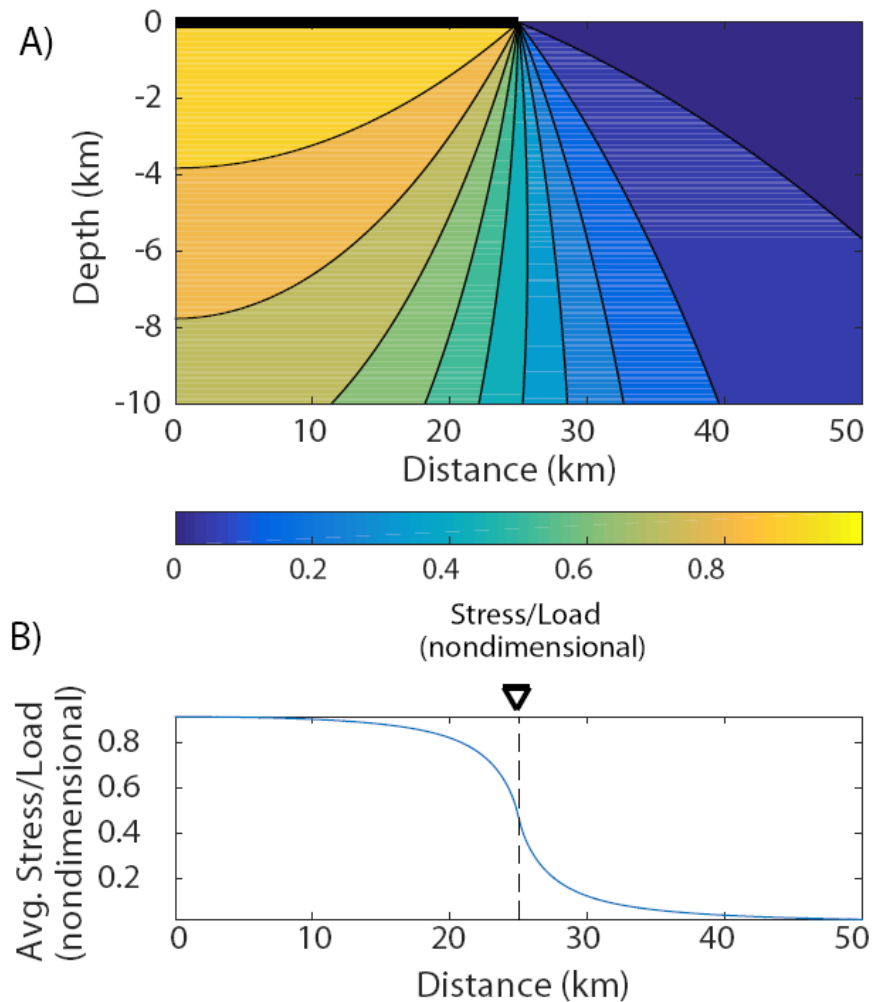 A)
0
-2
-4
-6
-8
-10
Depth (km)
0 10 20 30 40 50
Distance (km)
0 0.2 0.4 0.6 0.8
Stress/Load
(nondimensional)
B)
Avg. Stress/Load
(nondimensional)
0.8
0.6
0.4
0.2
0 10 20 30 40 50
Distance (km)